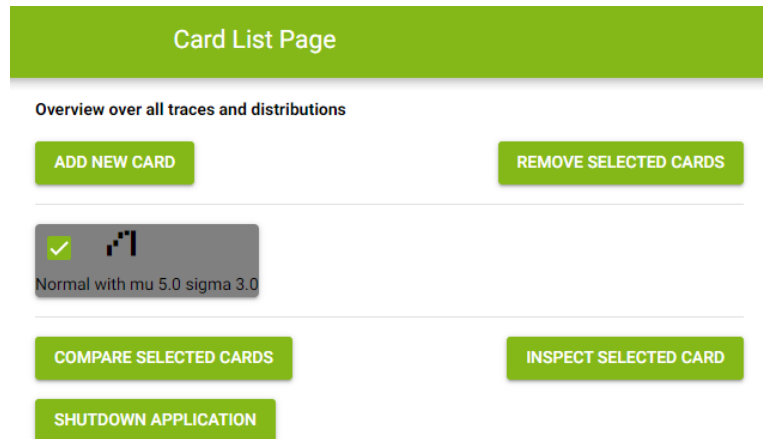 Card List Page
Overview over all traces and distributions
ADD NEW CARD
REMOVE SELECTED CARDS
Normal with mu 5.0 sigma 3.0
COMPARE SELECTED CARDS
INSPECT SELECTED CARD
SHUTDOWN APPLICATION